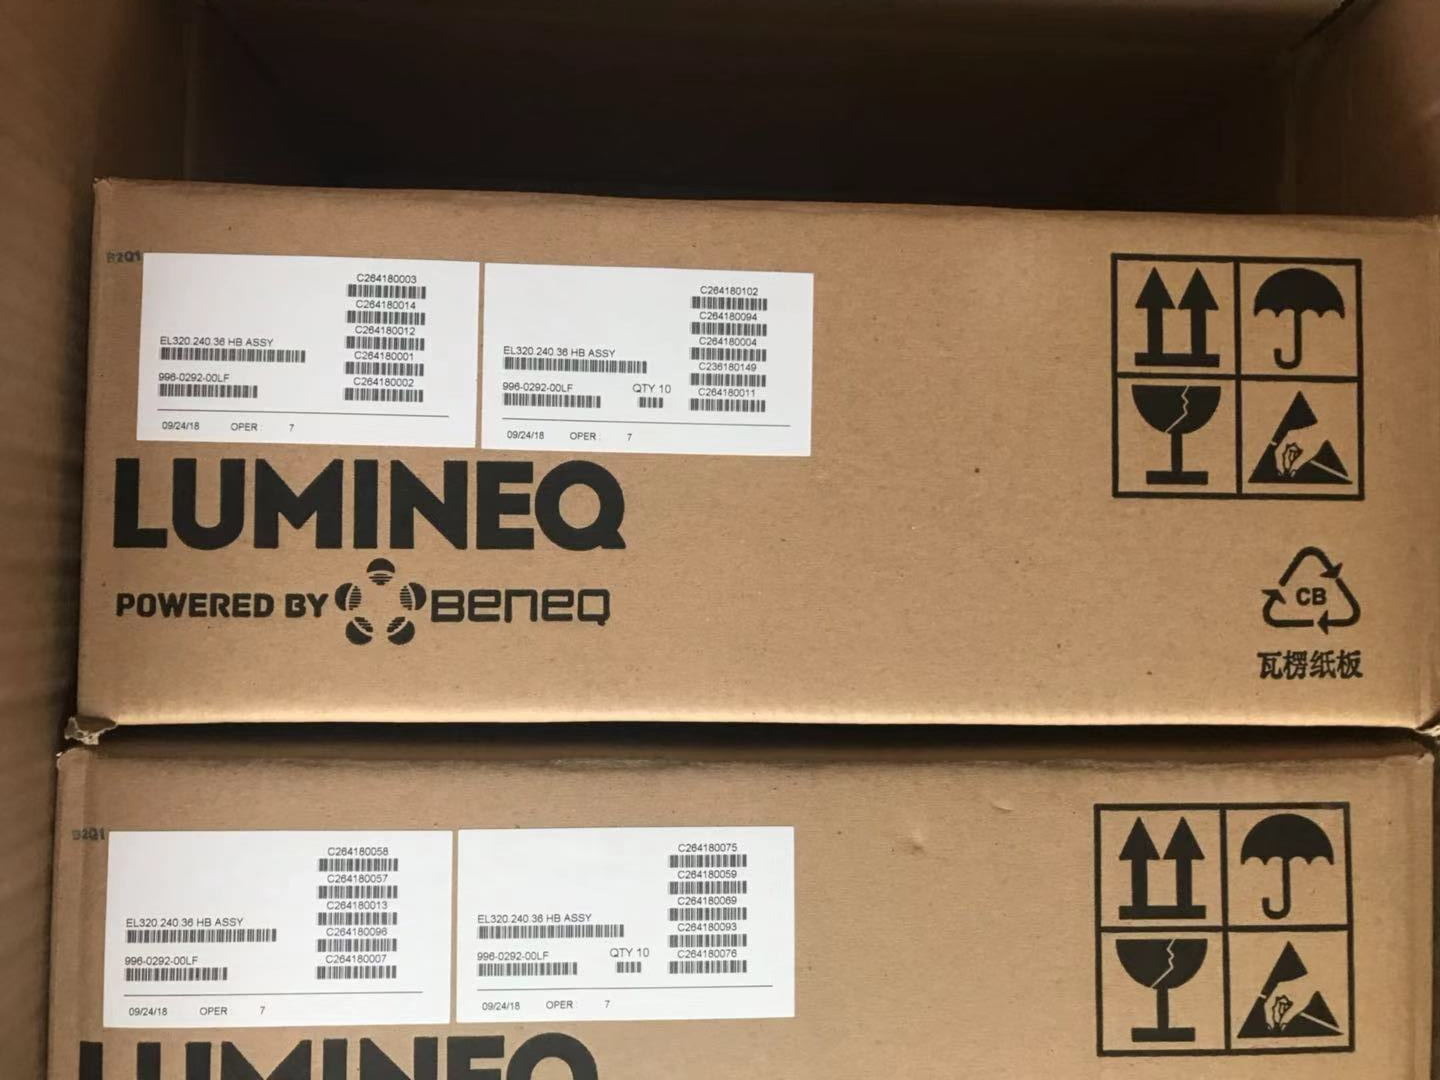 B2Q1
C264180003
C264180014
C264180012
EL320.240.36 HB ASSY
C264180001
996-0292-00LF
C264180002
09/24/18 OPER : 7
C264180102
C264180094
C264180004
EL320.240.36 HB ASSY
C236180149
996-0292-00LF QTY 10
C264180011
09/24/18 OPER : 7
LUMINEQ
POWERED BY BENEQ
CB
瓦楞纸板
B2Q1
C264180058
C264180057
C264180013
EL320.240.36 HB ASSY
C264180096
996-0292-00LF
C264180007
09/24/18 OPER : 7
C264180075
C264180059
C264180069
EL320.240.36 HB ASSY
C264180093
996-0292-00LF QTY 10
C264180076
09/24/18 OPER : 7
LUMINEQ